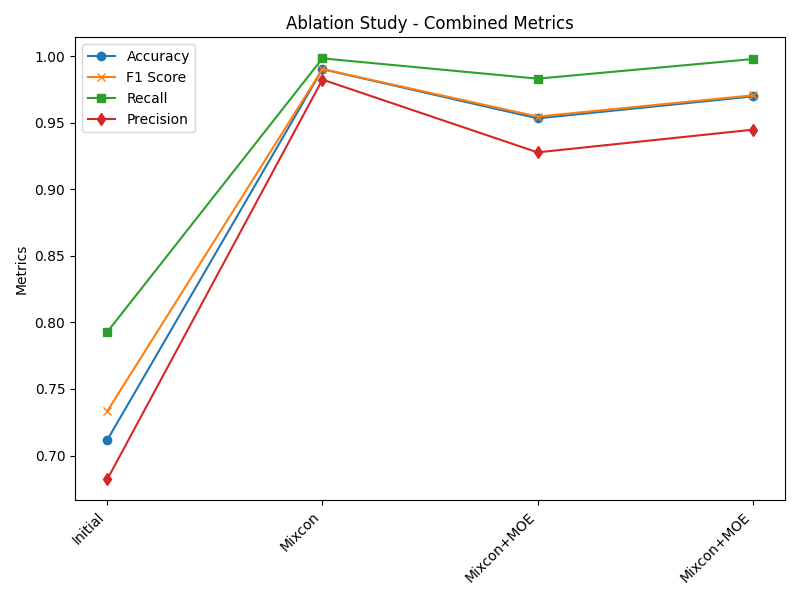 Ablation Study - Combined Metrics
Accuracy
F1 Score
Recall
Precision
Metrics
1.00
0.95
0.90
0.85
0.80
0.75
0.70
Initial
Mixcon
Mixcon+MOE
Mixcon+MOE